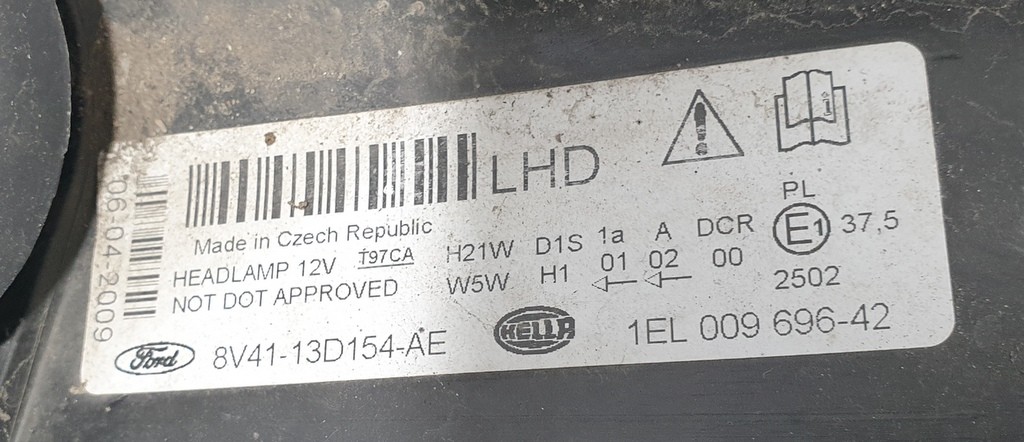 LHD
06-04-2009
Made in Czech Republic
HEADLAMP 12V T97CA H21W D1S 1a A DCR PL E1 37,5
NOT DOT APPROVED W5W H1 01 02 00 2502
Ford 8V41-13D154-AE HELLA 1EL 009 696-42